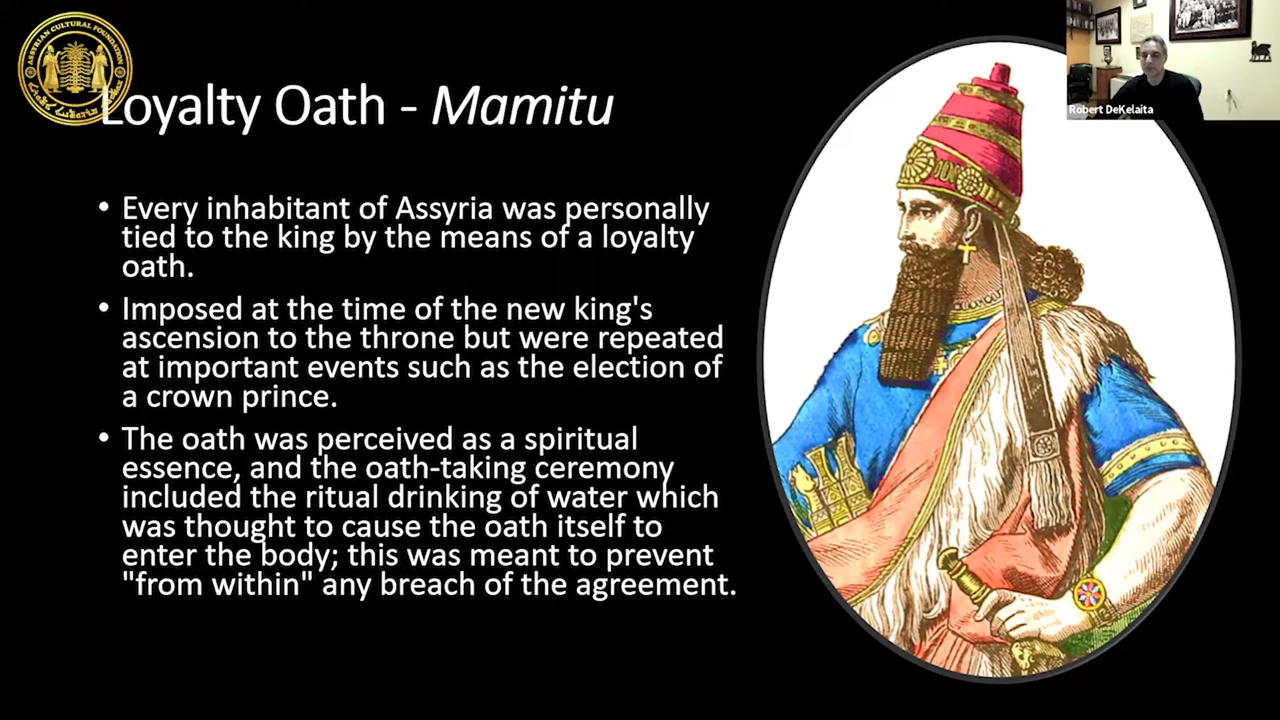 ASSYRIAN CULTURAL FOUNDATION
Loyalty Oath - Mamitu
Robert DeKelaita
• Every inhabitant of Assyria was personally
tied to the king by the means of a loyalty
oath.
• Imposed at the time of the new king's
ascension to the throne but were repeated
at important events such as the election of
a crown prince.
• The oath was perceived as a spiritual
essence, and the oath-taking ceremony
included the ritual drinking of water which
was thought to cause the oath itself to
enter the body; this was meant to prevent
"from within" any breach of the agreement.